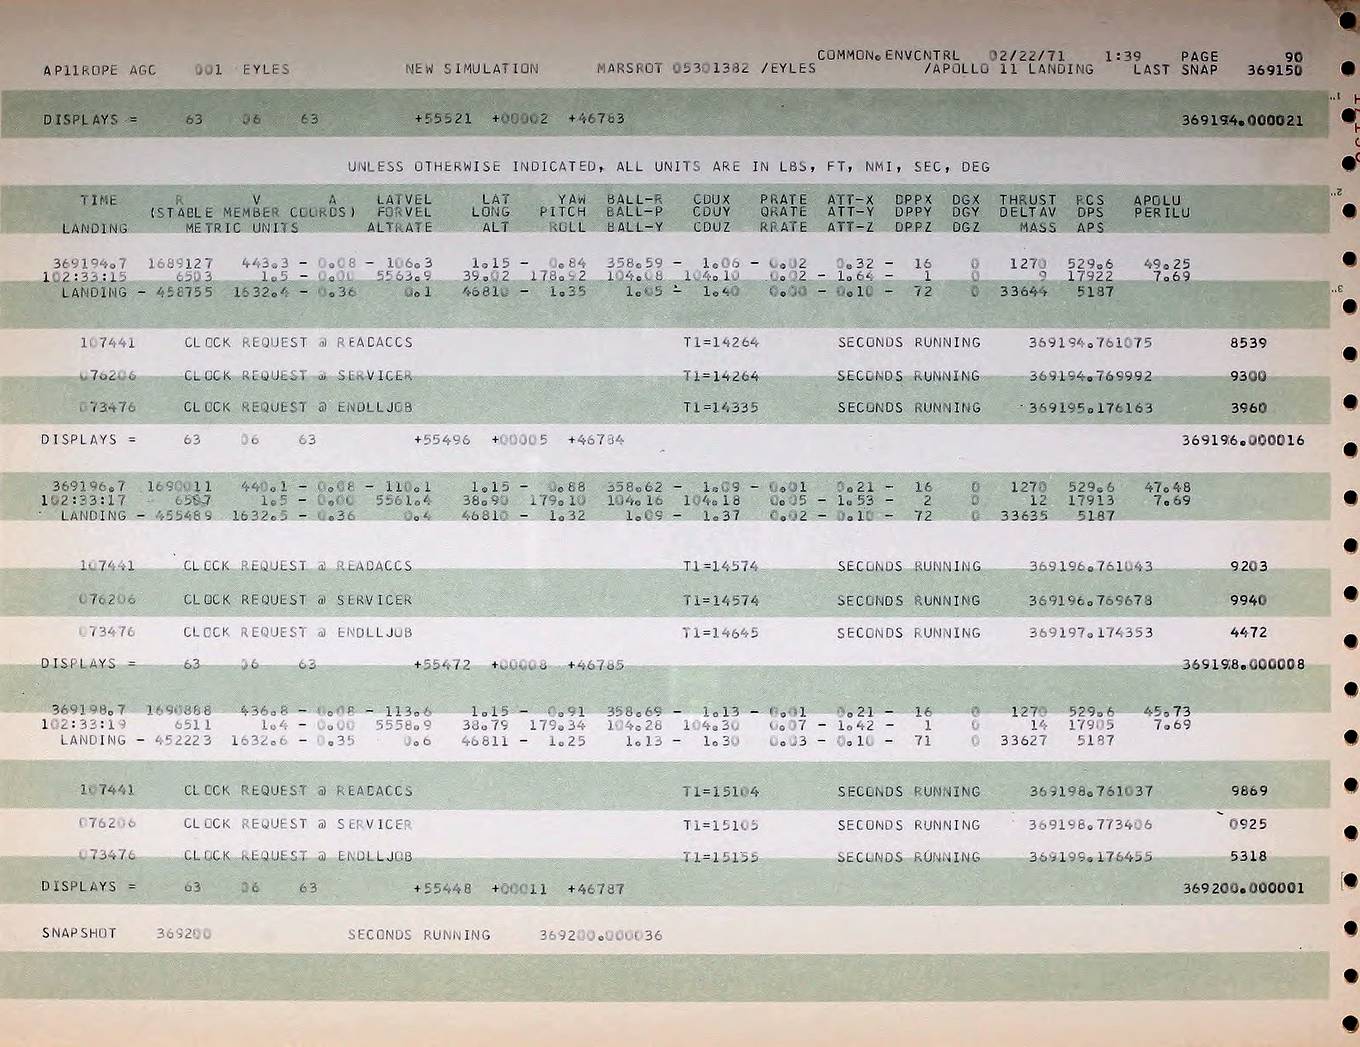 COMMON.ENVCNTRL 02/22/71 1:39 PAGE 90
AP11ROPE AGC 001 EYLES NEW SIMULATION MARSROT 05301382 /EYLES /APOLLO 11 LANDING LAST SNAP 369150
DISPLAYS = 63 06 63 +55521 +00002 +46783 369194.000021
UNLESS OTHERWISE INDICATED, ALL UNITS ARE IN LBS, FT, NMI, SEC, DEG
TIME R V A LATVEL LAT YAW BALL-R CDUX PRATE ATT-X DPPX DGX THRUST RCS APOLU
(STABLE MEMBER COORDS) FORVEL LONG PITCH BALL-P CDUY QRATE ATT-Y DPPY DGY DELTAV DPS PERILU
LANDING METRIC UNITS ALTRATE ALT ROLL BALL-Y CDUZ RRATE ATT-Z DPPZ DGZ MASS APS
369194.7 1689127 443.3 - 0.08 - 106.3 1.15 - 0.84 358.59 - 1.06 - 0.02 0.32 - 16 0 1270 529.6 49.25
102:33:15 6503 1.5 - 0.00 5563.9 39.02 178.92 104.08 104.10 0.02 - 1.64 - 1 0 9 17922 7.69
LANDING - 458755 1632.4 - 0.36 0.1 46810 - 1.35 1.05 - 1.40 0.00 - 0.10 - 72 0 33644 5187
107441 CLOCK REQUEST @ READACCS T1=14264 SECONDS RUNNING 369194.761075 8539
076206 CLOCK REQUEST @ SERVICER T1=14264 SECONDS RUNNING 369194.769992 9300
073476 CLOCK REQUEST @ ENDLLJOB T1=14335 SECONDS RUNNING 369195.176163 3960
DISPLAYS = 63 06 63 +55496 +00005 +46784 369196.000016
369196.7 1690011 440.1 - 0.08 - 110.1 1.15 - 0.88 358.62 - 1.09 - 0.01 0.21 - 16 0 1270 529.6 47.48
102:33:17 6507 1.5 - 0.00 5561.4 38.90 179.10 104.16 104.18 0.05 - 1.53 - 2 0 12 17913 7.69
LANDING - 455489 1632.5 - 0.36 0.4 46810 - 1.32 1.09 - 1.37 0.02 - 0.10 - 72 0 33635 5187
107441 CLOCK REQUEST @ READACCS T1=14574 SECONDS RUNNING 369196.761043 9203
076206 CLOCK REQUEST @ SERVICER T1=14574 SECONDS RUNNING 369196.769678 9940
073476 CLOCK REQUEST @ ENDLLJOB T1=14645 SECONDS RUNNING 369197.174353 4472
DISPLAYS = 63 06 63 +55472 +00008 +46785 369198.000008
369198.7 1690888 436.8 - 0.08 - 113.6 1.15 - 0.91 358.69 - 1.13 - 0.01 0.21 - 16 0 1270 529.6 45.73
102:33:19 6511 1.4 - 0.00 5558.9 38.79 179.34 104.28 104.30 0.07 - 1.42 - 1 0 14 17905 7.69
LANDING - 452223 1632.6 - 0.35 0.6 46811 - 1.25 1.13 - 1.30 0.03 - 0.10 - 71 0 33627 5187
107441 CLOCK REQUEST @ READACCS T1=15104 SECONDS RUNNING 369198.761037 9869
076206 CLOCK REQUEST @ SERVICER T1=15105 SECONDS RUNNING 369198.773406 0925
073476 CLOCK REQUEST @ ENDLLJOB T1=15155 SECONDS RUNNING 369199.176455 5318
DISPLAYS = 63 06 63 +55448 +00011 +46787 369200.000001
SNAPSHOT 369200 SECONDS RUNNING 369200.000036